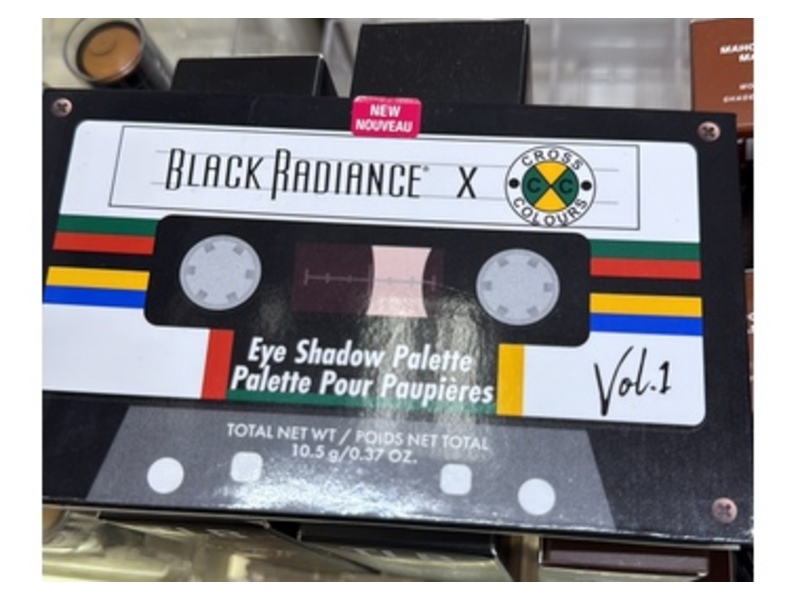 NEW
NOUVEAU
BLACK RADIANCE® X
CROSS
CC
COLOURS
Eye Shadow Palette
Palette Pour Paupières
Vol.1
TOTAL NET WT / POIDS NET TOTAL
10.5 g/0.37 OZ.